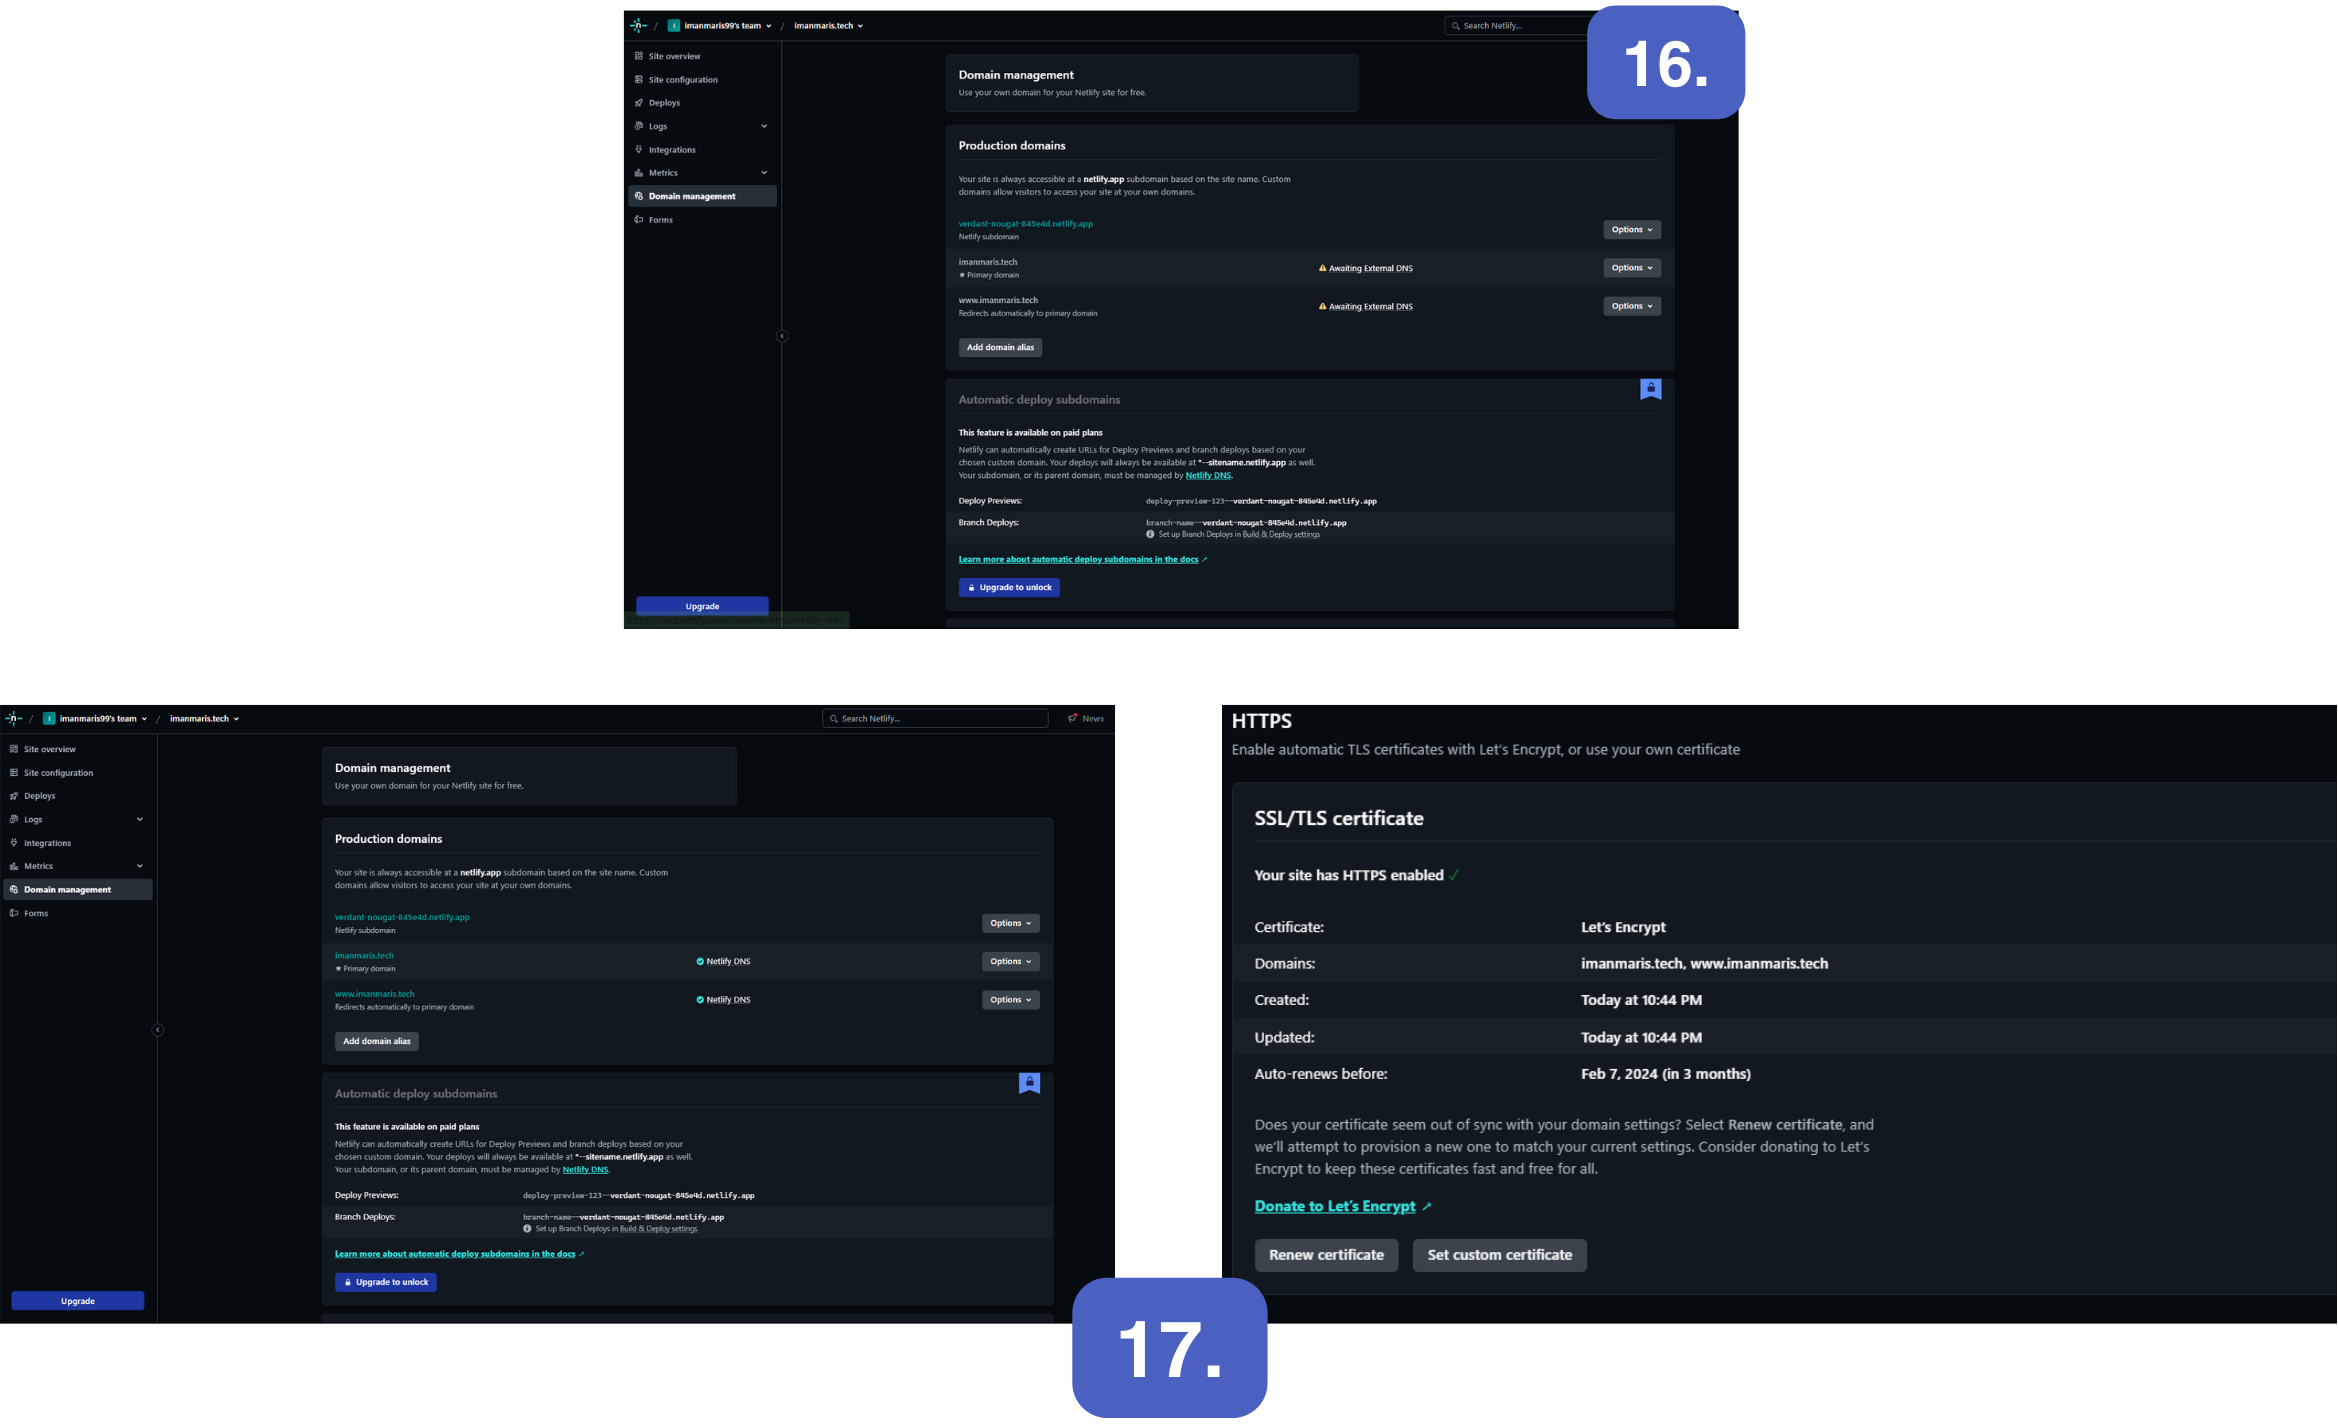 imanmaris99's team / imanmaris.tech
Search Netlify...
16.
Site overview
Site configuration
Deploys
Logs
Integrations
Metrics
Domain management
Forms
Upgrade
Domain management
Use your own domain for your Netlify site for free.
Production domains
Your site is always accessible at a netlify.app subdomain based on the site name. Custom
domains allow visitors to access your site at your own domains.
verdant-nougat-845e4d.netlify.app
Netlify subdomain
Options
imanmaris.tech
★ Primary domain
Awaiting External DNS
Options
www.imanmaris.tech
Redirects automatically to primary domain
Awaiting External DNS
Options
Add domain alias
Automatic deploy subdomains
This feature is available on paid plans
Netlify can automatically create URLs for Deploy Previews and branch deploys based on your
chosen custom domain. Your deploys will always be available at *--sitename.netlify.app as well.
Your subdomain, or its parent domain, must be managed by Netlify DNS.
Deploy Previews: deploy-preview-123--verdant-nougat-845e4d.netlify.app
Branch Deploys: branch-name--verdant-nougat-845e4d.netlify.app
Set up Branch Deploys in Build & Deploy settings
Learn more about automatic deploy subdomains in the docs ↗
Upgrade to unlock
https://docs.netlify.com/domains-https/netlify-dns/
imanmaris99's team / imanmaris.tech
Search Netlify...
News
Site overview
Site configuration
Deploys
Logs
Integrations
Metrics
Domain management
Forms
Upgrade
Domain management
Use your own domain for your Netlify site for free.
Production domains
Your site is always accessible at a netlify.app subdomain based on the site name. Custom
domains allow visitors to access your site at your own domains.
verdant-nougat-845e4d.netlify.app
Netlify subdomain
Options
imanmaris.tech
★ Primary domain
Netlify DNS
Options
www.imanmaris.tech
Redirects automatically to primary domain
Netlify DNS
Options
Add domain alias
Automatic deploy subdomains
This feature is available on paid plans
Netlify can automatically create URLs for Deploy Previews and branch deploys based on your
chosen custom domain. Your deploys will always be available at *--sitename.netlify.app as well.
Your subdomain, or its parent domain, must be managed by Netlify DNS.
Deploy Previews: deploy-preview-123--verdant-nougat-845e4d.netlify.app
Branch Deploys: branch-name--verdant-nougat-845e4d.netlify.app
Set up Branch Deploys in Build & Deploy settings
Learn more about automatic deploy subdomains in the docs ↗
Upgrade to unlock
HTTPS
Enable automatic TLS certificates with Let's Encrypt, or use your own certificate
SSL/TLS certificate
Your site has HTTPS enabled ✓
Certificate: Let's Encrypt
Domains: imanmaris.tech, www.imanmaris.tech
Created: Today at 10:44 PM
Updated: Today at 10:44 PM
Auto-renews before: Feb 7, 2024 (in 3 months)
Does your certificate seem out of sync with your domain settings? Select Renew certificate, and
we'll attempt to provision a new one to match your current settings. Consider donating to Let's
Encrypt to keep these certificates fast and free for all.
Donate to Let's Encrypt ↗
Renew certificate
Set custom certificate
17.